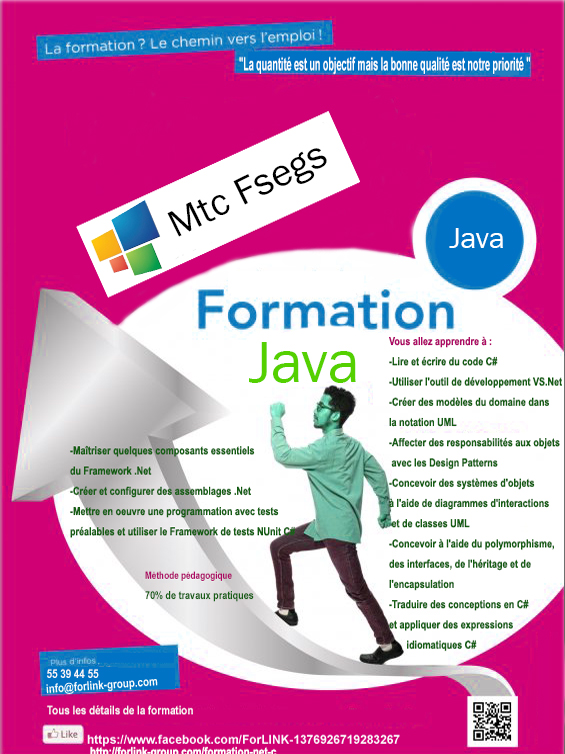 La formation ? Le chemin vers l'emploi !
"La quantité est un objectif mais la bonne qualité est notre priorité "
Mtc Fsegs
Java
Formation
Java
Vous allez apprendre à :
-Lire et écrire du code C#
-Utiliser l'outil de développement VS.Net
-Créer des modèles du domaine dans
la notation UML
-Affecter des responsabilités aux objets
avec les Design Patterns
-Concevoir des systèmes d'objets
à l'aide de diagrammes d'interactions
et de classes UML
-Concevoir à l'aide du polymorphisme,
des interfaces, de l'héritage et de
l'encapsulation
-Traduire des conceptions en C#
et appliquer des expressions
idiomatiques C#
-Maîtriser quelques composants essentiels
du Framework .Net
-Créer et configurer des assemblages .Net
-Mettre en oeuvre une programmation avec tests
préalables et utiliser le Framework de tests NUnit C#
Méthode pédagogique
70% de travaux pratiques
Plus d'infos
55 39 44 55
info@forlink-group.com
Tous les détails de la formation
Like
https://www.facebook.com/ForLINK-1376926719283267
http://forlink-group.com/formation-net-c